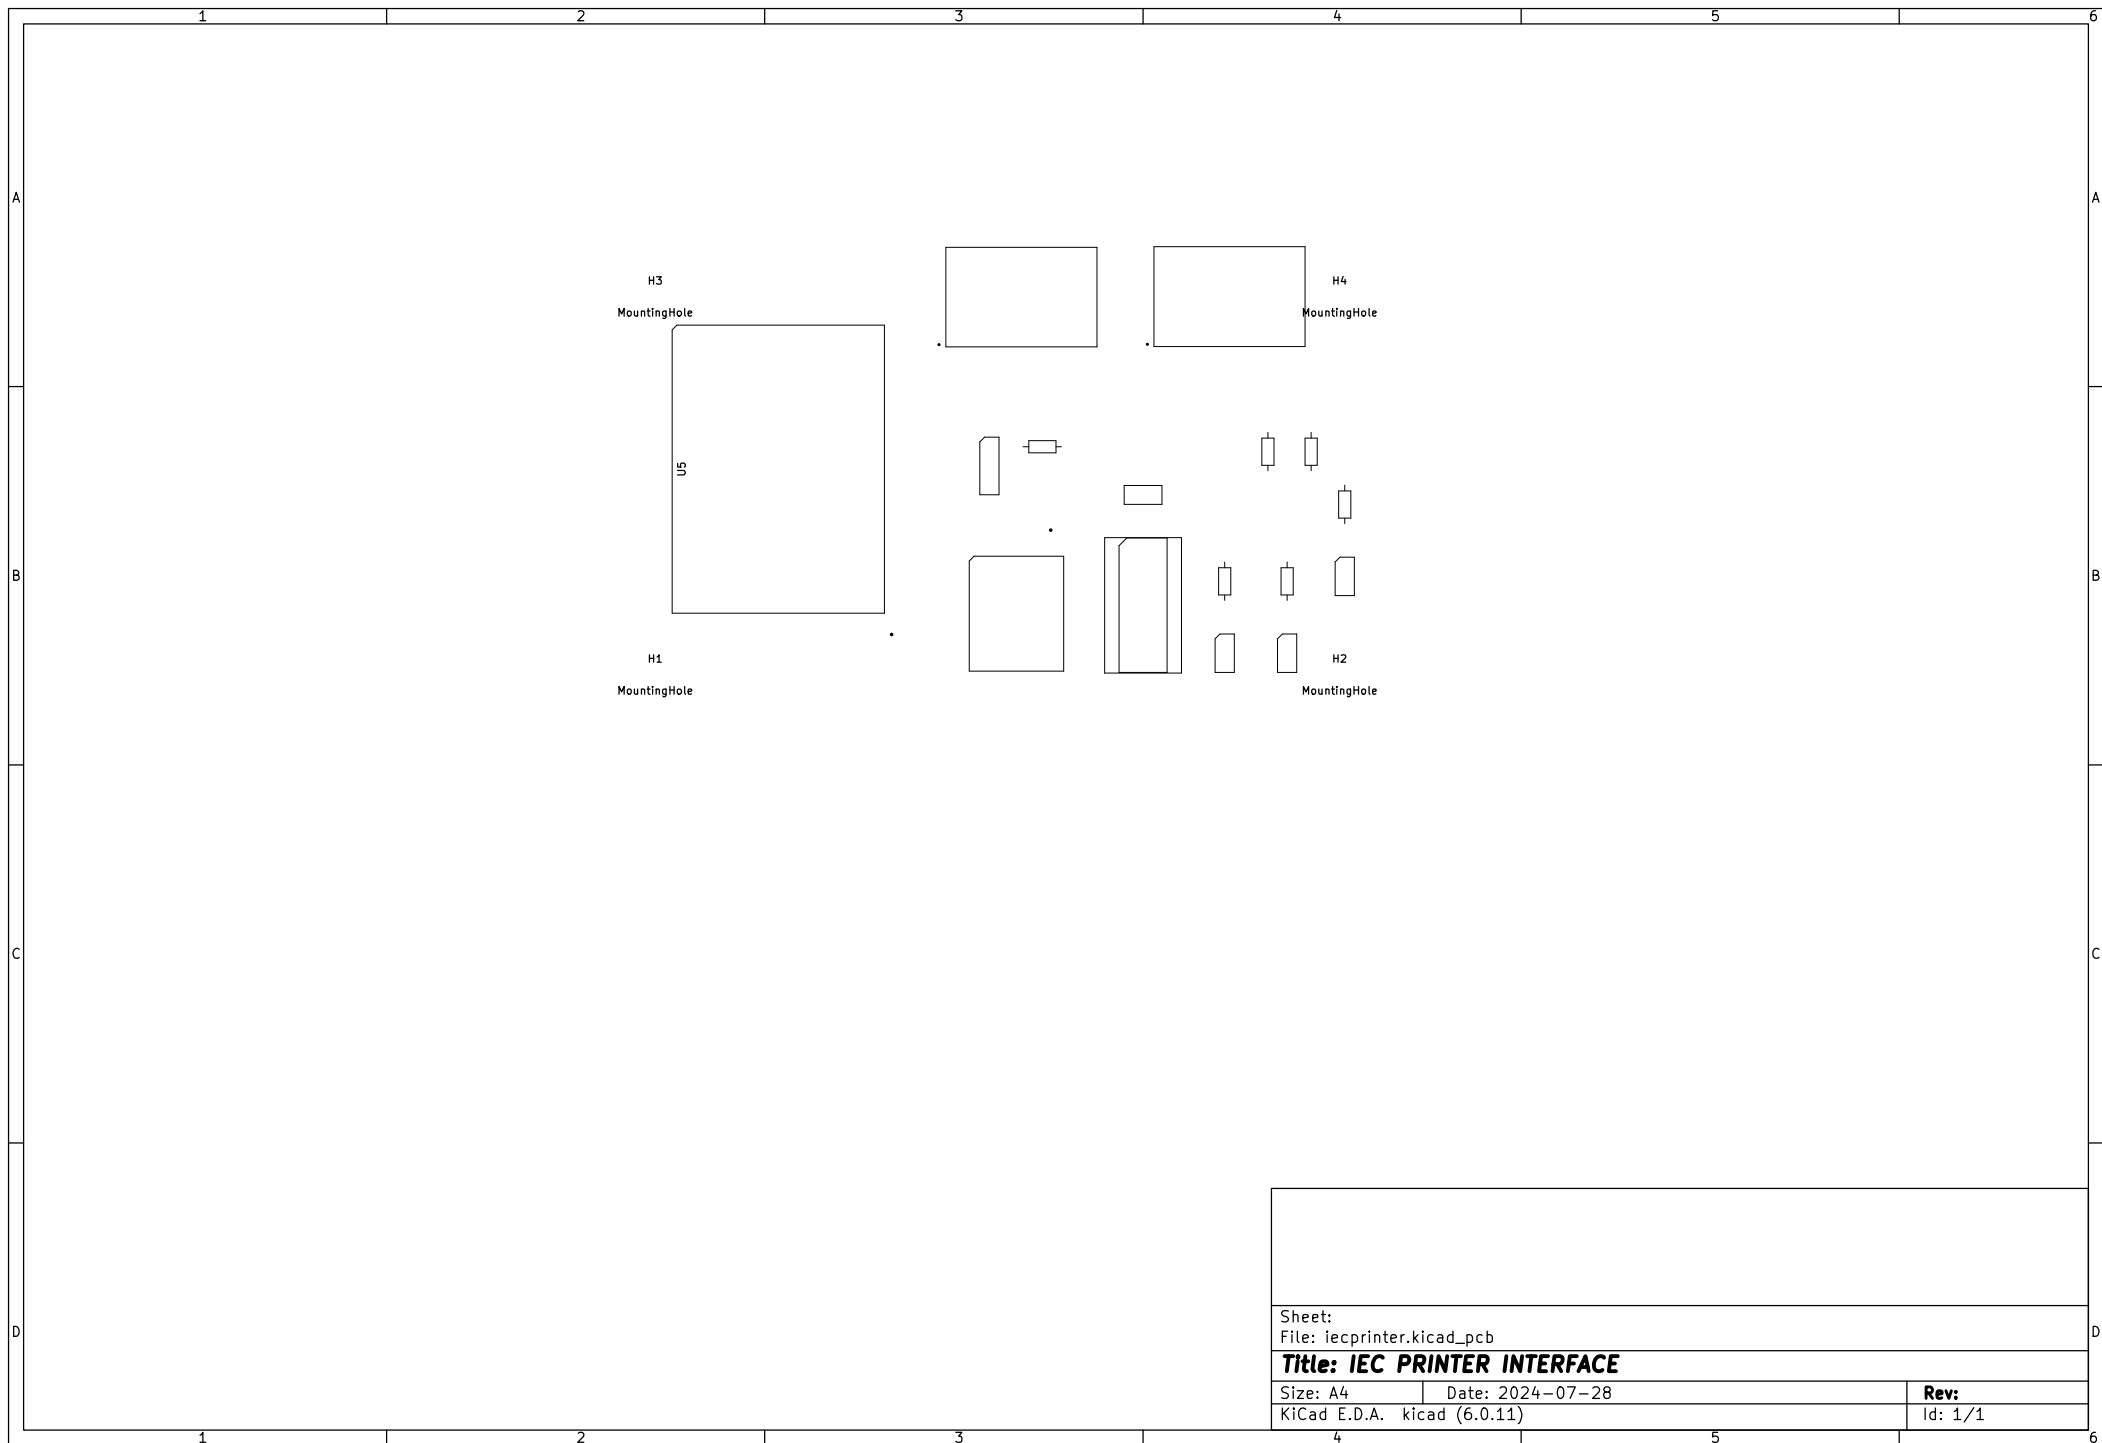 1 2 3 4 5 6
A A
H3 H4
MountingHole MountingHole
U5
B B
H1 H2
MountingHole MountingHole
C C
Sheet:
D D
File: iecprinter.kicad_pcb
Title: IEC PRINTER INTERFACE
Size: A4 Date: 2024-07-28 Rev:
KiCad E.D.A. kicad (6.0.11) Id: 1/1
1 2 3 4 5 6